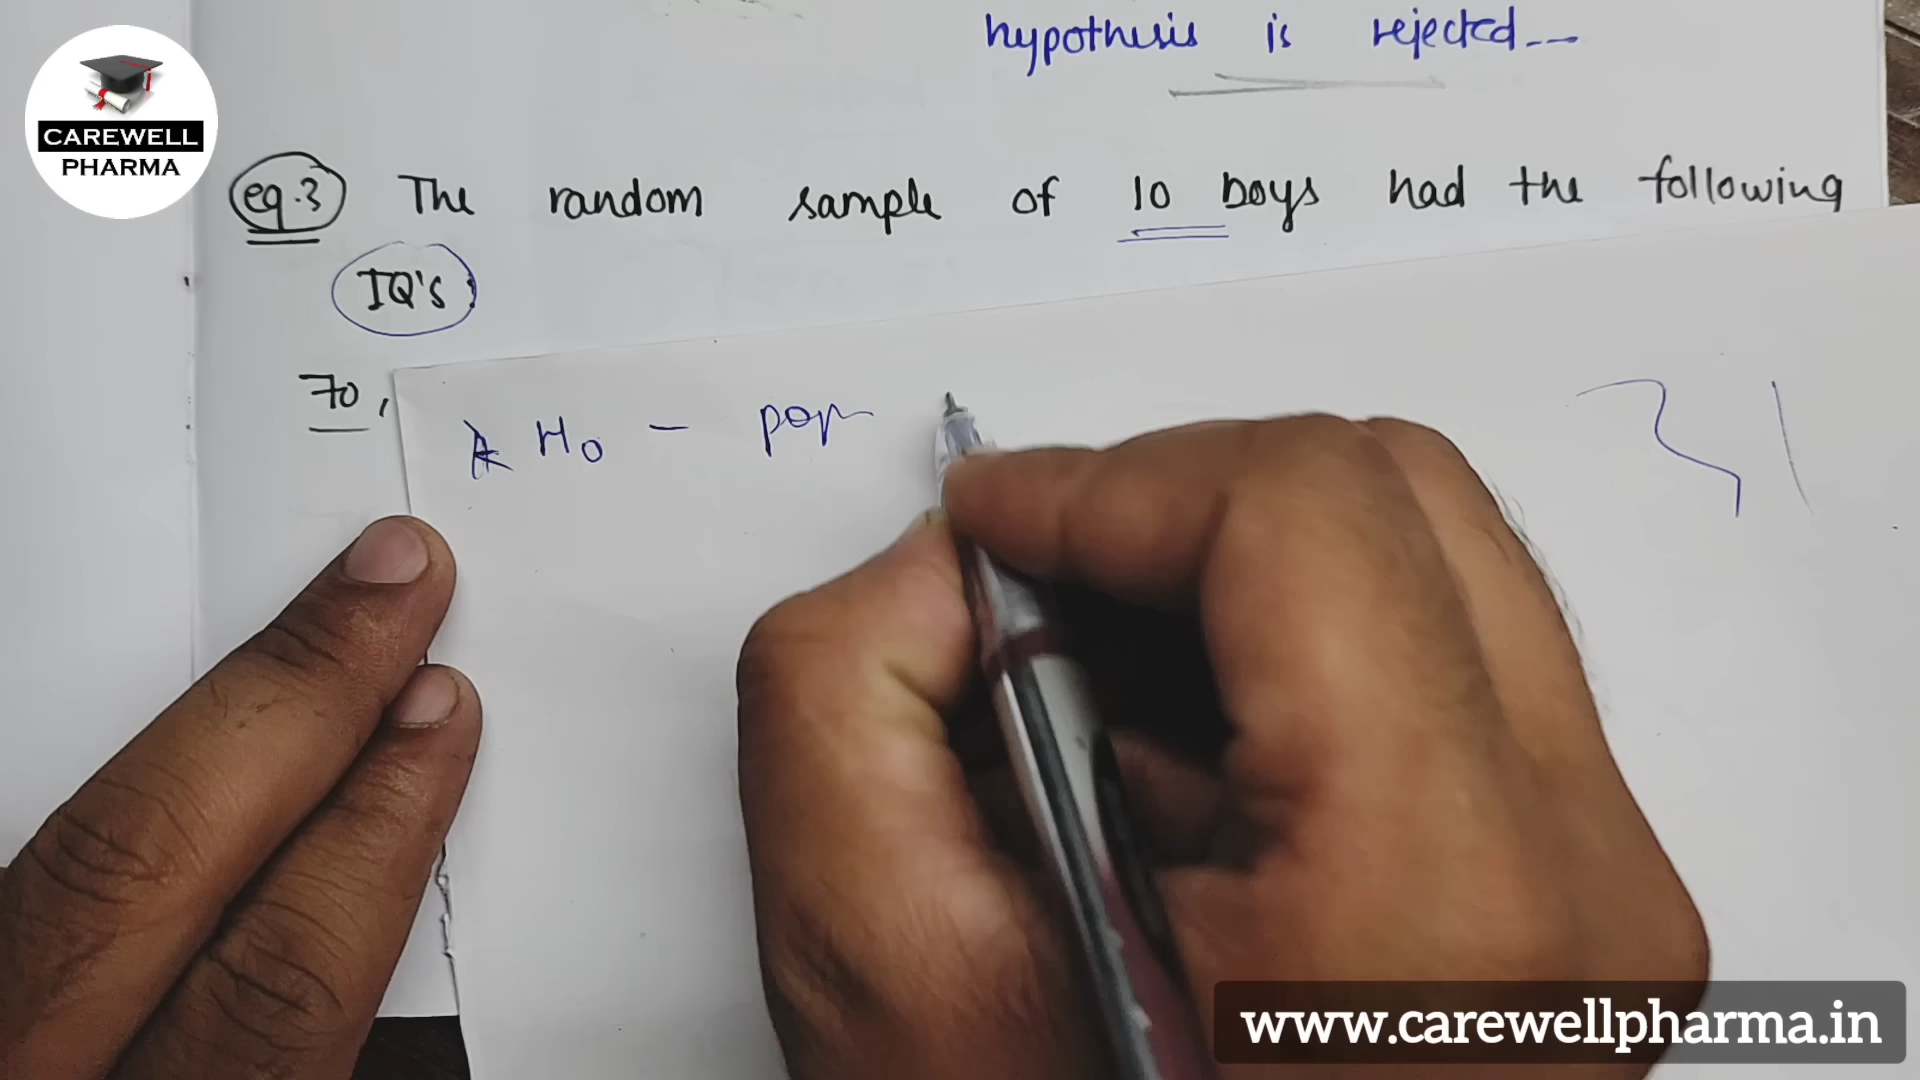 hypothesis is rejected---
CAREWELL
PHARMA
eg.3 The random sample of 10 boys had the following
IQ's :
70,
H0 - pop
www.carewellpharma.in